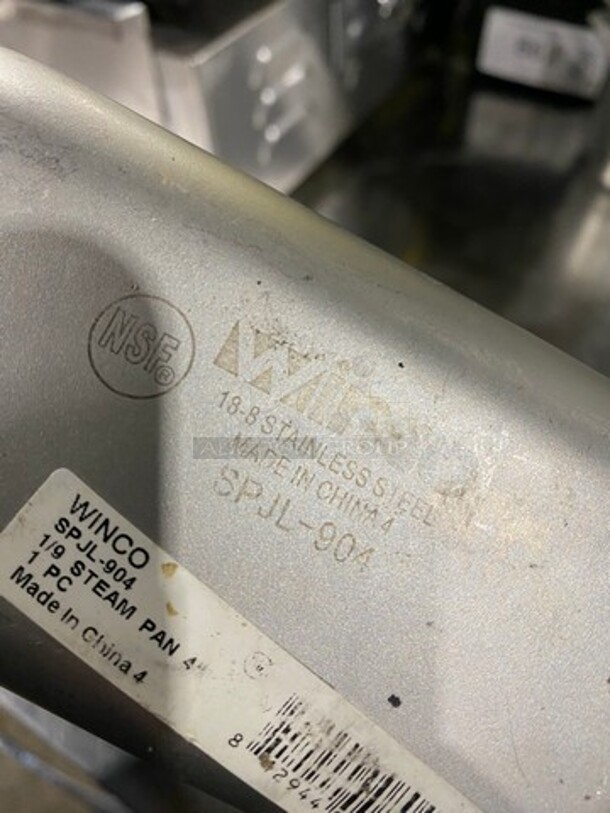 NSF®
Winco
18-8 STAINLESS STEEL
MADE IN CHINA 4
SPJL-904
WINCO
SPJL-904
1/9 STEAM PAN 4"
1 PC
Made In China 4